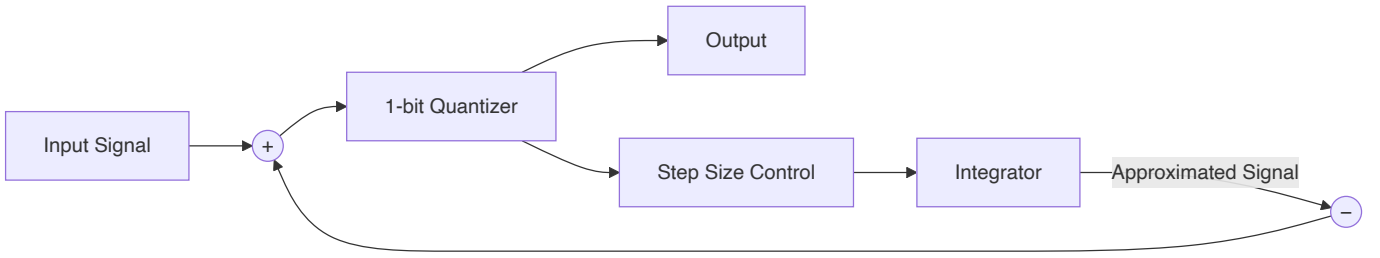 Output
1-bit Quantizer
Input Signal
+
Step Size Control
Integrator
Approximated Signal
−